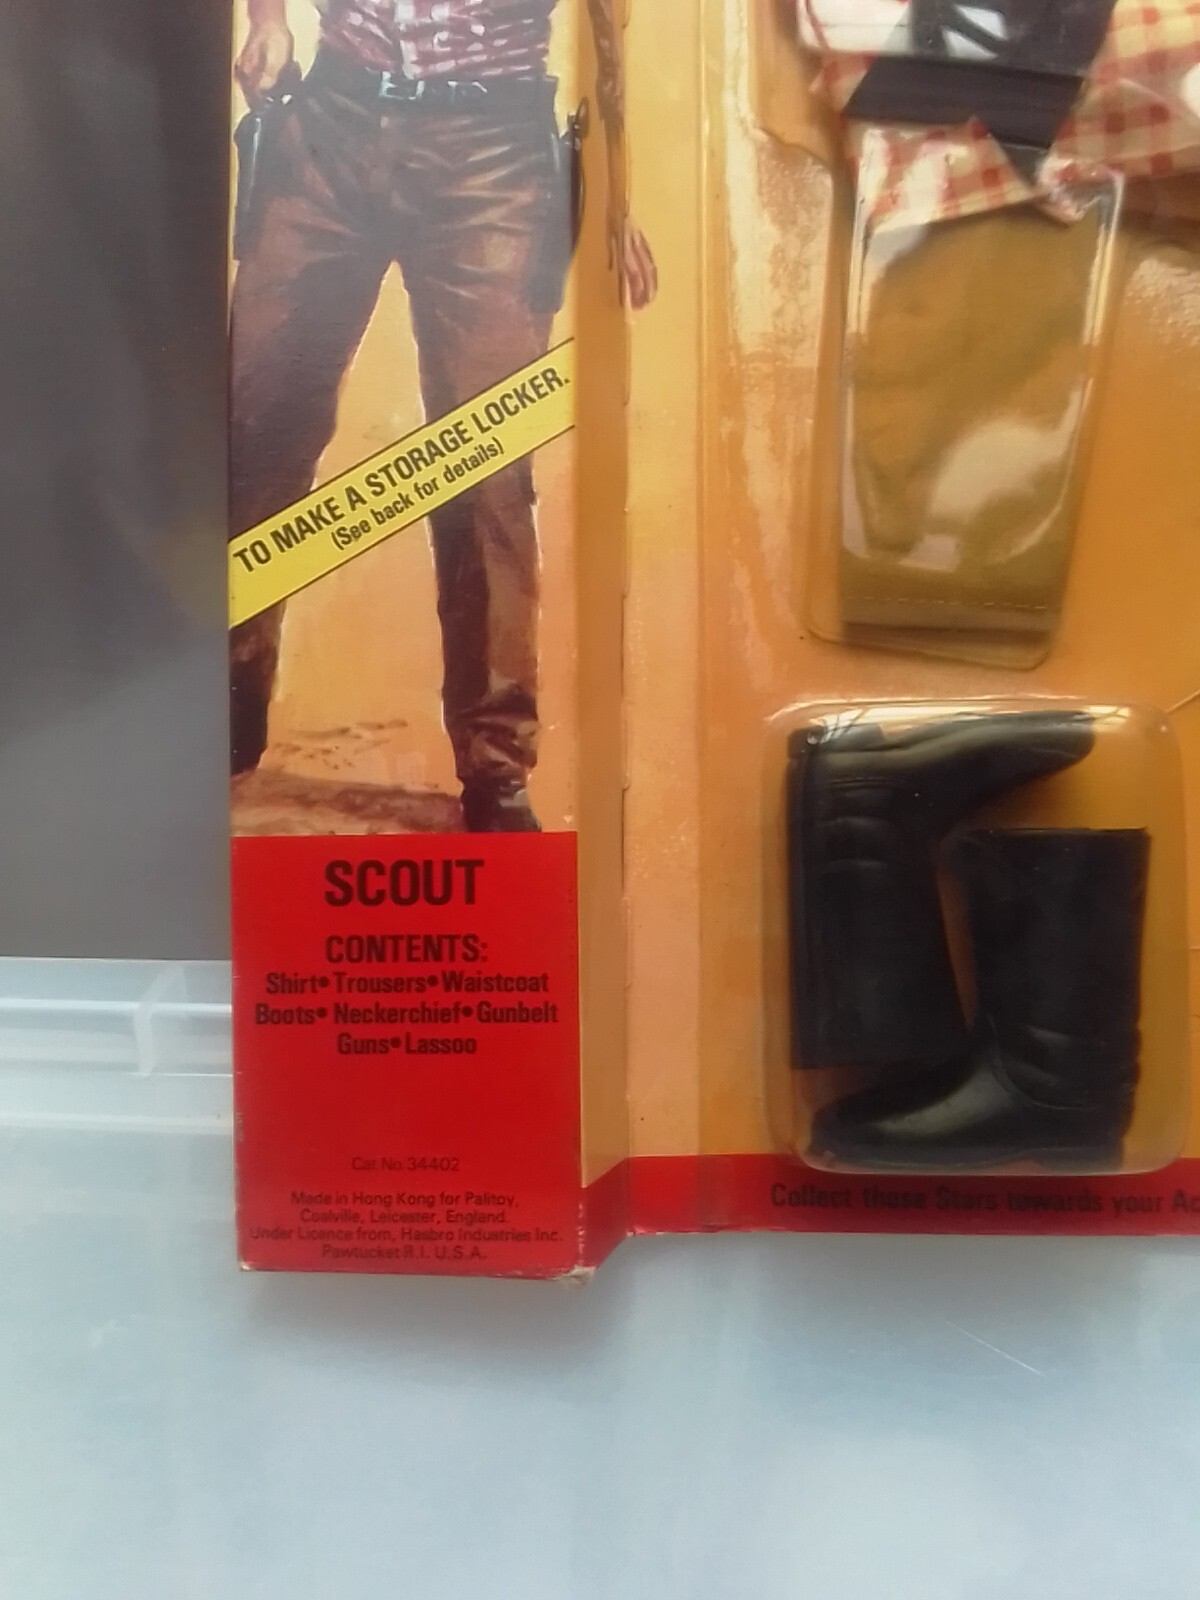 TO MAKE A STORAGE LOCKER.
(See back for details)
SCOUT
CONTENTS:
Shirt• Trousers• Waistcoat
Boots• Neckerchief• Gunbelt
Guns• Lassoo
Cat. No 34402
Made in Hong Kong for Palitoy,
Coalville, Leicester, England.
Under Licence from, Hasbro Industries Inc.
Pawtucket R.I. U.S.A.
Collect these Stars towards your